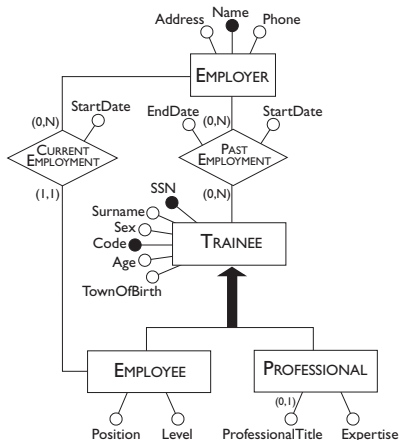 Name
Address
Phone
EMPLOYER
StartDate
EndDate
StartDate
(0,N)
(0,N)
CURRENT
EMPLOYMENT
PAST
EMPLOYMENT
(1,1)
(0,N)
SSN
Surname
Sex
Code
Age
TownOfBirth
TRAINEE
EMPLOYEE
PROFESSIONAL
(0,1)
Position
Level
ProfessionalTitle
Expertise